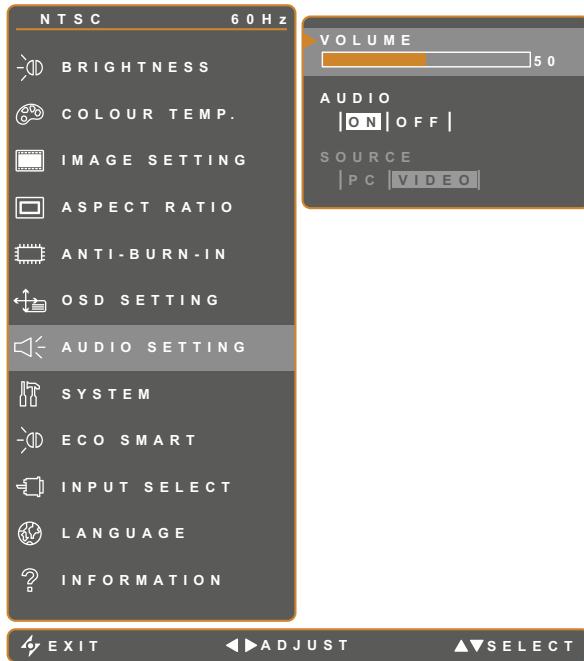 NTSC 60Hz
BRIGHTNESS
COLOUR TEMP.
IMAGE SETTING
ASPECT RATIO
ANTI-BURN-IN
OSD SETTING
AUDIO SETTING
SYSTEM
ECO SMART
INPUT SELECT
LANGUAGE
INFORMATION
VOLUME
50
AUDIO
ON OFF
SOURCE
PC VIDEO
EXIT ADJUST SELECT